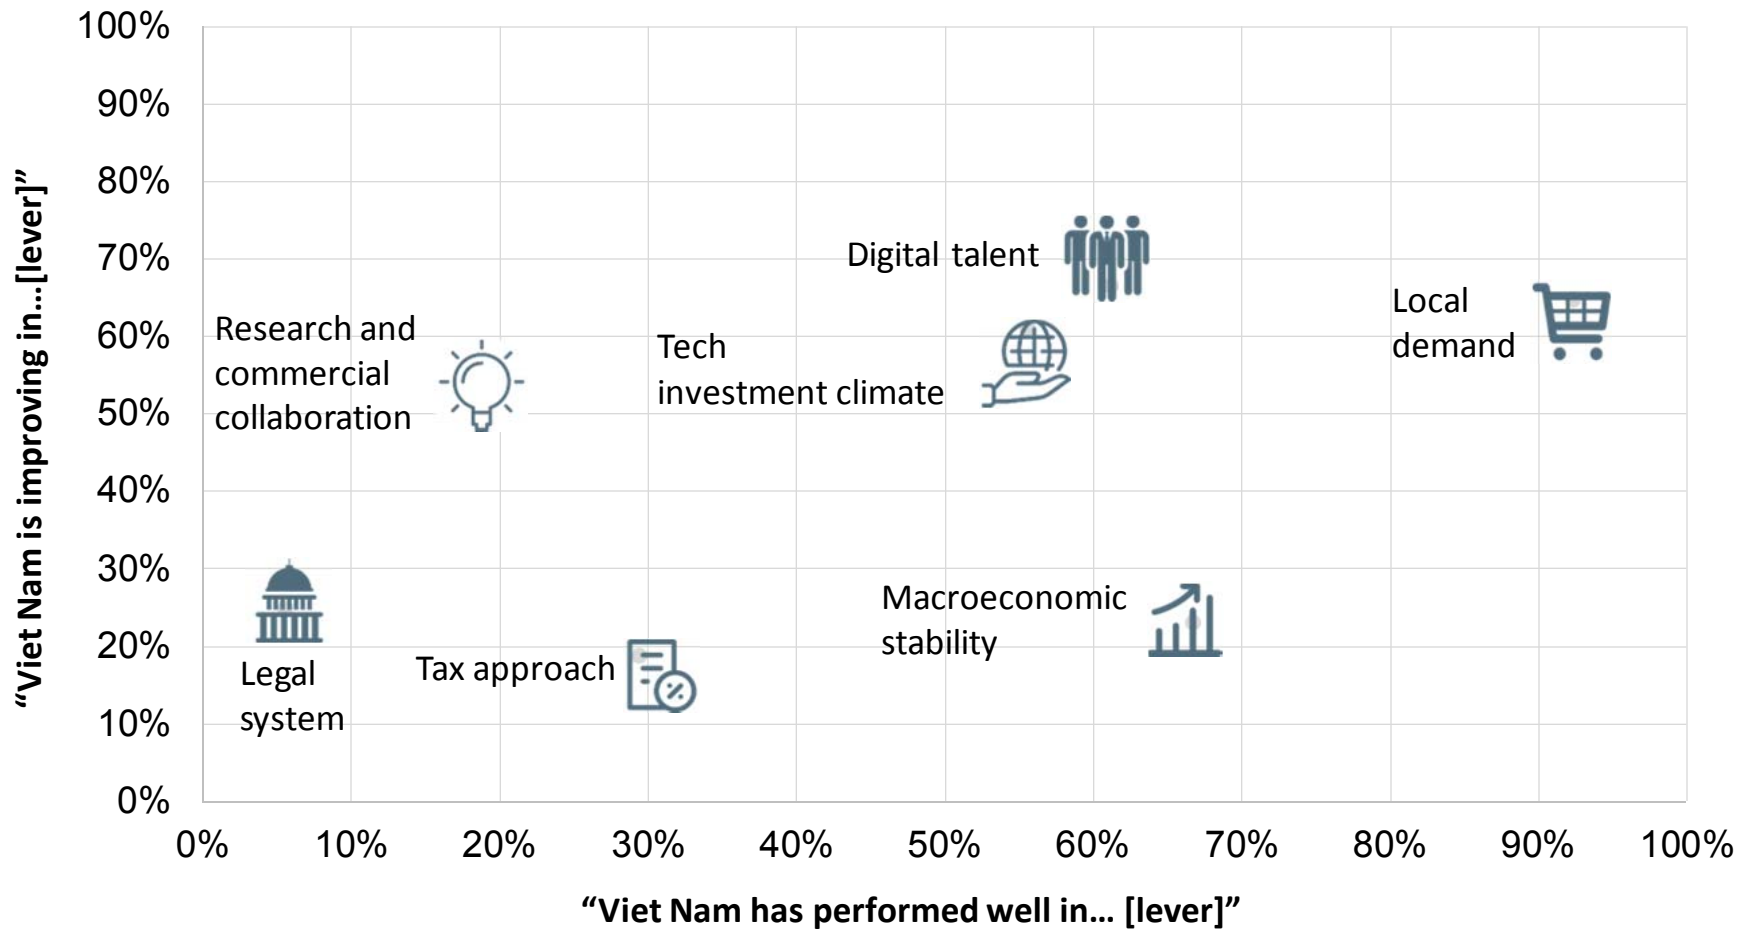 100%
90%
80%
70%
60%
50%
40%
30%
20%
10%
0%
“Viet Nam is improving in…[lever]”
Digital talent
Local
demand
Research and
commercial
collaboration
Tech
investment climate
Macroeconomic
stability
Legal
system
Tax approach
%
0% 10% 20% 30% 40% 50% 60% 70% 80% 90% 100%
“Viet Nam has performed well in… [lever]”